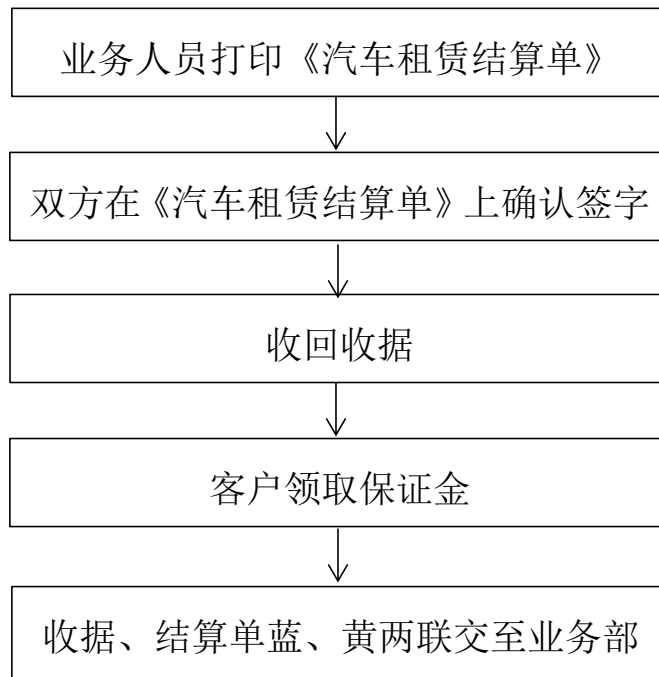 业务人员打印《汽车租赁结算单》
双方在《汽车租赁结算单》上确认签字
收回收据
客户领取保证金
收据、结算单蓝、黄两联交至业务部